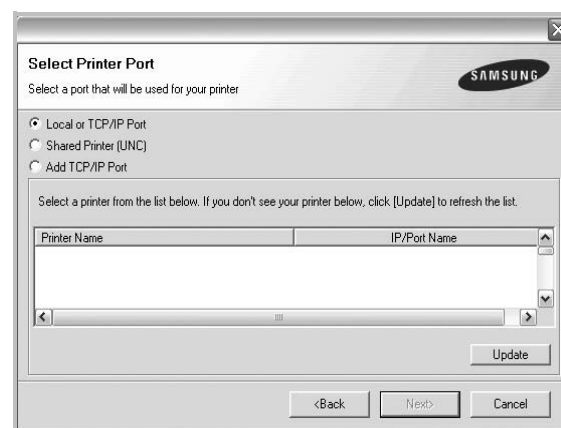 Select Printer Port
Select a port that will be used for your printer
SAMSUNG
Local or TCP/IP Port
Shared Printer (UNC)
Add TCP/IP Port
Select a printer from the list below. If you don't see your printer below, click [Update] to refresh the list.
Printer Name IP/Port Name
Update
<Back Next> Cancel